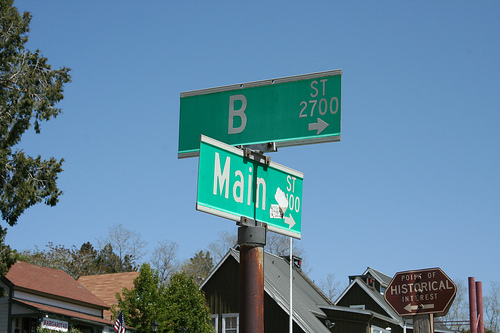 B ST
2700
Main ST
00
POINT OF
HISTORICAL
INTEREST